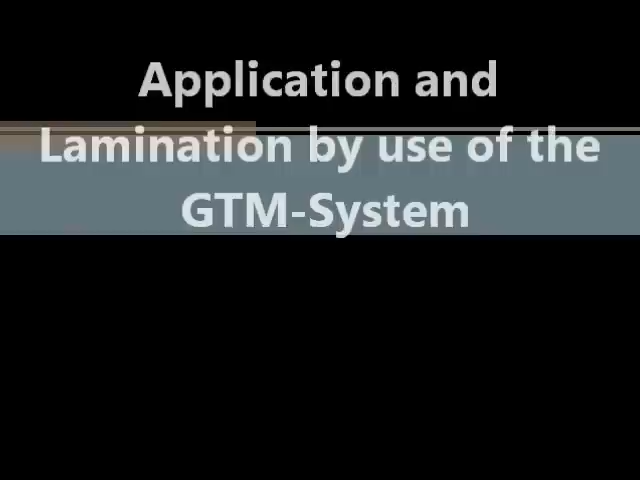 Application and
Lamination by use of the
GTM-System